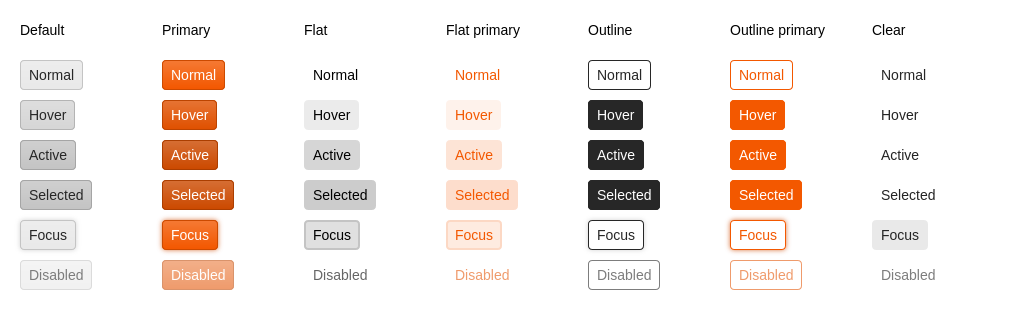 Default Primary Flat Flat primary Outline Outline primary Clear
Normal Normal Normal Normal Normal Normal Normal
Hover Hover Hover Hover Hover Hover Hover
Active Active Active Active Active Active Active
Selected Selected Selected Selected Selected Selected Selected
Focus Focus Focus Focus Focus Focus Focus
Disabled Disabled Disabled Disabled Disabled Disabled Disabled